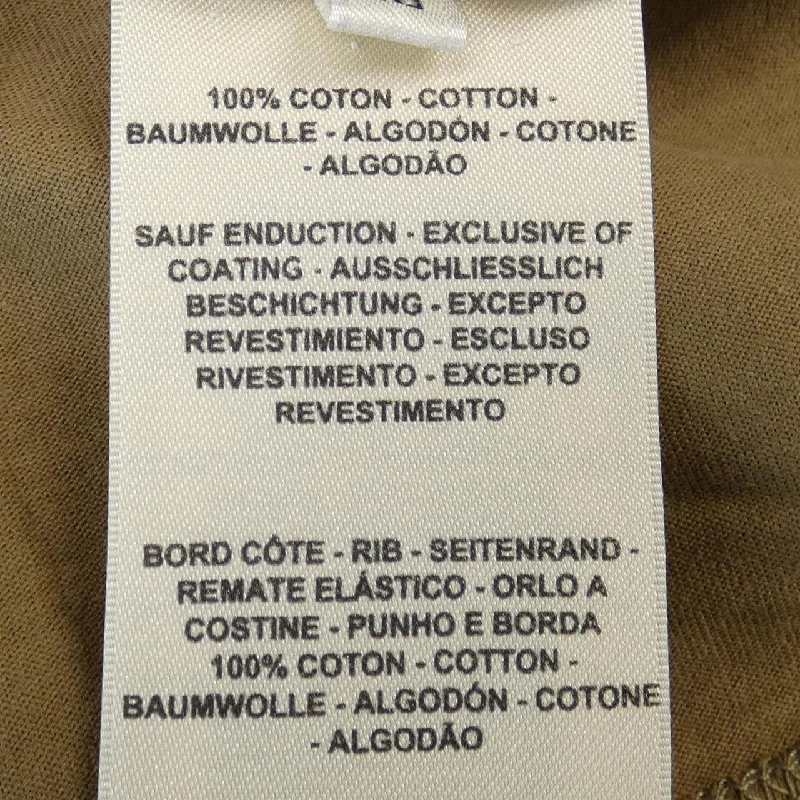 100% COTON - COTTON -
BAUMWOLLE - ALGODÓN - COTONE
- ALGODÃO
SAUF ENDUCTION - EXCLUSIVE OF
COATING - AUSSCHLIESSLICH
BESCHICHTUNG - EXCEPTO
REVESTIMIENTO - ESCLUSO
RIVESTIMENTO - EXCEPTO
REVESTIMENTO
BORD CÔTE - RIB - SEITENRAND -
REMATE ELÁSTICO - ORLO A
COSTINE - PUNHO E BORDA
100% COTON - COTTON -
BAUMWOLLE - ALGODÓN - COTONE
- ALGODÃO